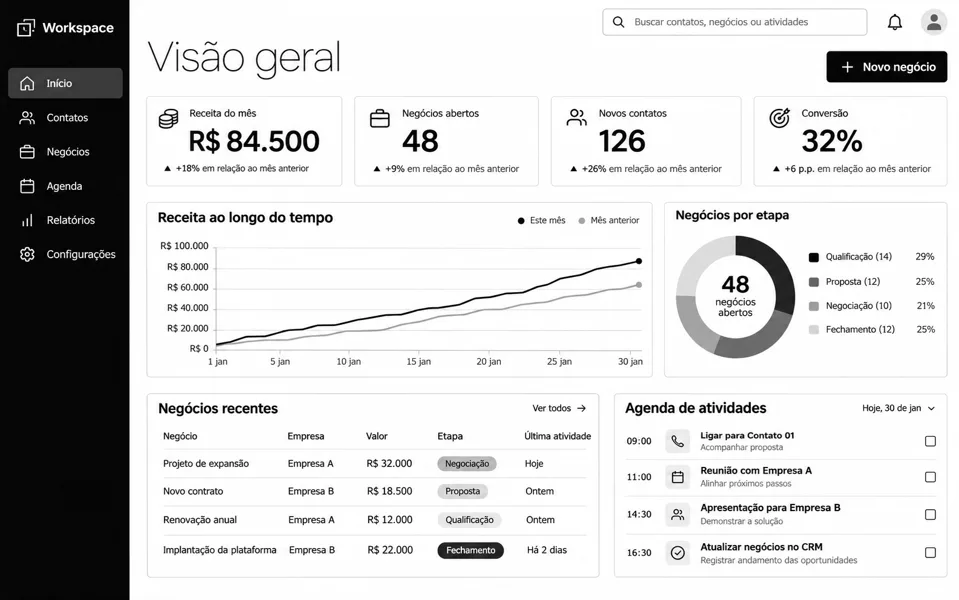 Workspace
Início
Contatos
Negócios
Agenda
Relatórios
Configurações
Buscar contatos, negócios ou atividades
Visão geral
+ Novo negócio
Receita do mês
R$ 84.500
▲ +18% em relação ao mês anterior
Negócios abertos
48
▲ +9% em relação ao mês anterior
Novos contatos
126
▲ +26% em relação ao mês anterior
Conversão
32%
▲ +6 p.p. em relação ao mês anterior
Receita ao longo do tempo
Este mês
Mês anterior
R$ 100.000
R$ 80.000
R$ 60.000
R$ 40.000
R$ 20.000
R$ 0
1 jan
5 jan
10 jan
15 jan
20 jan
25 jan
30 jan
Negócios por etapa
48
negócios
abertos
Qualificação (14) 29%
Proposta (12) 25%
Negociação (10) 21%
Fechamento (12) 25%
Negócios recentes
Ver todos →
Negócio Empresa Valor Etapa Última atividade
Projeto de expansão Empresa A R$ 32.000 Negociação Hoje
Novo contrato Empresa B R$ 18.500 Proposta Ontem
Renovação anual Empresa A R$ 12.000 Qualificação Ontem
Implantação da plataforma Empresa B R$ 22.000 Fechamento Há 2 dias
Agenda de atividades
Hoje, 30 de jan
09:00 Ligar para Contato 01
Acompanhar proposta
11:00 Reunião com Empresa A
Alinhar próximos passos
14:30 Apresentação para Empresa B
Demonstrar a solução
16:30 Atualizar negócios no CRM
Registrar andamento das oportunidades